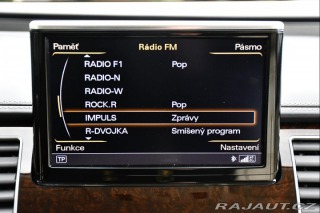 Paměť Rádio FM Pásmo
RADIO F1 Pop
RADIO-N
RADIO-W
ROCK.R Pop
IMPULS Zprávy
R-DVOJKA Smíšený program
Funkce Nastavení
TP
RAJAUT.CZ